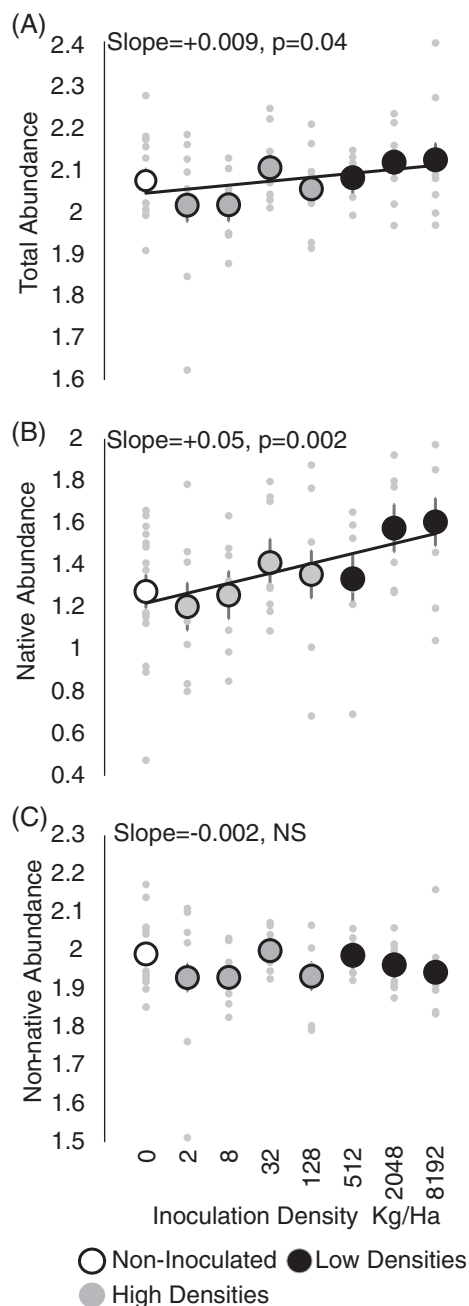 (A)
Slope=+0.009, p=0.04
Total Abundance
2.4
2.3
2.2
2.1
2
1.9
1.8
1.7
1.6
(B)
Slope=+0.05, p=0.002
Native Abundance
2
1.8
1.6
1.4
1.2
1
0.8
0.6
0.4
(C)
Slope=-0.002, NS
Non-native Abundance
2.3
2.2
2.1
2
1.9
1.8
1.7
1.6
1.5
0 2 8 32 128 512 2048 8192
Inoculation Density Kg/Ha
Non-Inoculated Low Densities
High Densities